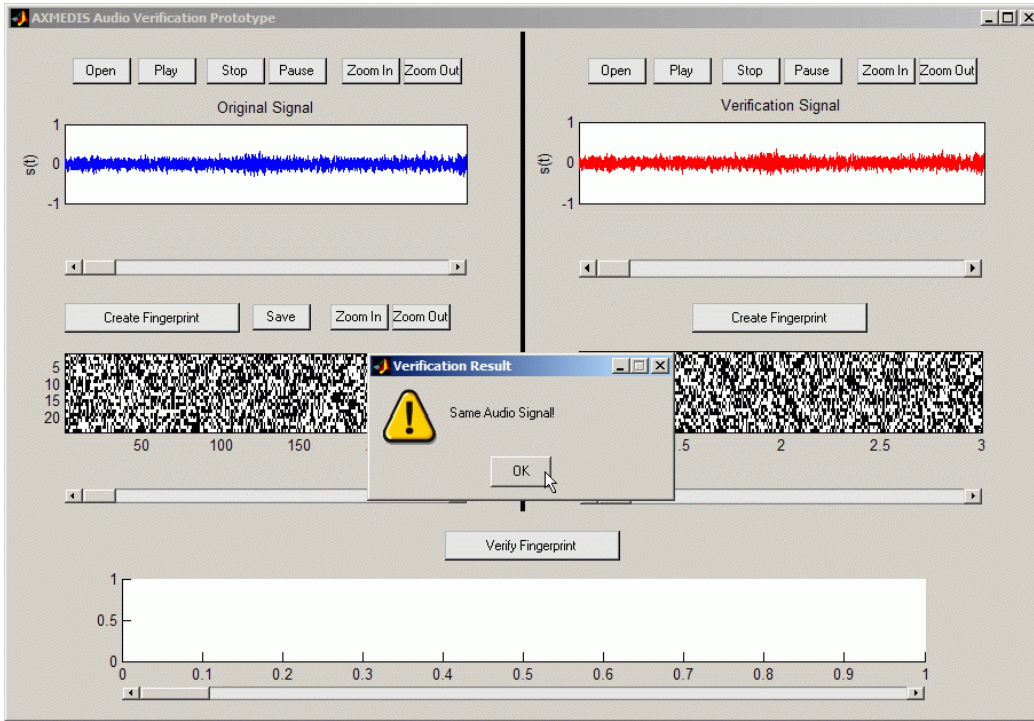 AXMEDIS Audio Verification Prototype
Open Play Stop Pause Zoom In Zoom Out
Original Signal
1
0
-1
s(t)
Create Fingerprint Save Zoom In Zoom Out
5
10
15
20
50 100 150
Open Play Stop Pause Zoom In Zoom Out
Verification Signal
1
0
-1
s(t)
Create Fingerprint
.5 2 2.5 3
Verification Result
Same Audio Signal!
OK
Verify Fingerprint
1
0.5
0
0 0.1 0.2 0.3 0.4 0.5 0.6 0.7 0.8 0.9 1